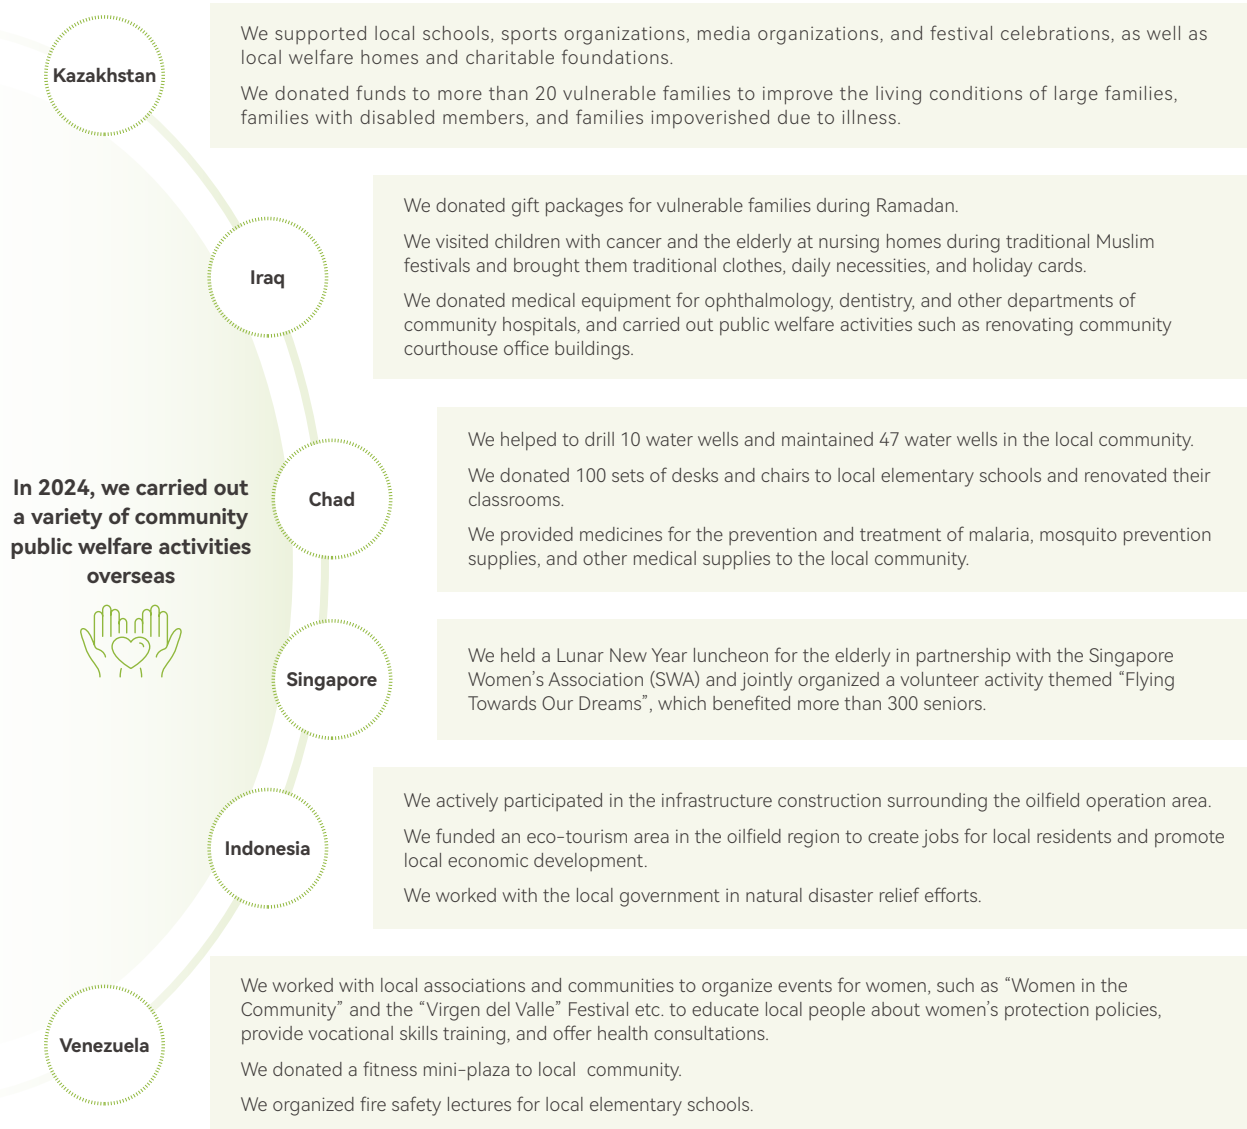 Kazakhstan
We supported local schools, sports organizations, media organizations, and festival celebrations, as well as
local welfare homes and charitable foundations.
We donated funds to more than 20 vulnerable families to improve the living conditions of large families,
families with disabled members, and families impoverished due to illness.
Iraq
We donated gift packages for vulnerable families during Ramadan.
We visited children with cancer and the elderly at nursing homes during traditional Muslim
festivals and brought them traditional clothes, daily necessities, and holiday cards.
We donated medical equipment for ophthalmology, dentistry, and other departments of
community hospitals, and carried out public welfare activities such as renovating community
courthouse office buildings.
In 2024, we carried out
a variety of community
public welfare activities
overseas
Chad
We helped to drill 10 water wells and maintained 47 water wells in the local community.
We donated 100 sets of desks and chairs to local elementary schools and renovated their
classrooms.
We provided medicines for the prevention and treatment of malaria, mosquito prevention
supplies, and other medical supplies to the local community.
Singapore
We held a Lunar New Year luncheon for the elderly in partnership with the Singapore
Women’s Association (SWA) and jointly organized a volunteer activity themed “Flying
Towards Our Dreams”, which benefited more than 300 seniors.
Indonesia
We actively participated in the infrastructure construction surrounding the oilfield operation area.
We funded an eco-tourism area in the oilfield region to create jobs for local residents and promote
local economic development.
We worked with the local government in natural disaster relief efforts.
Venezuela
We worked with local associations and communities to organize events for women, such as “Women in the
Community” and the “Virgen del Valle” Festival etc. to educate local people about women’s protection policies,
provide vocational skills training, and offer health consultations.
We donated a fitness mini-plaza to local community.
We organized fire safety lectures for local elementary schools.